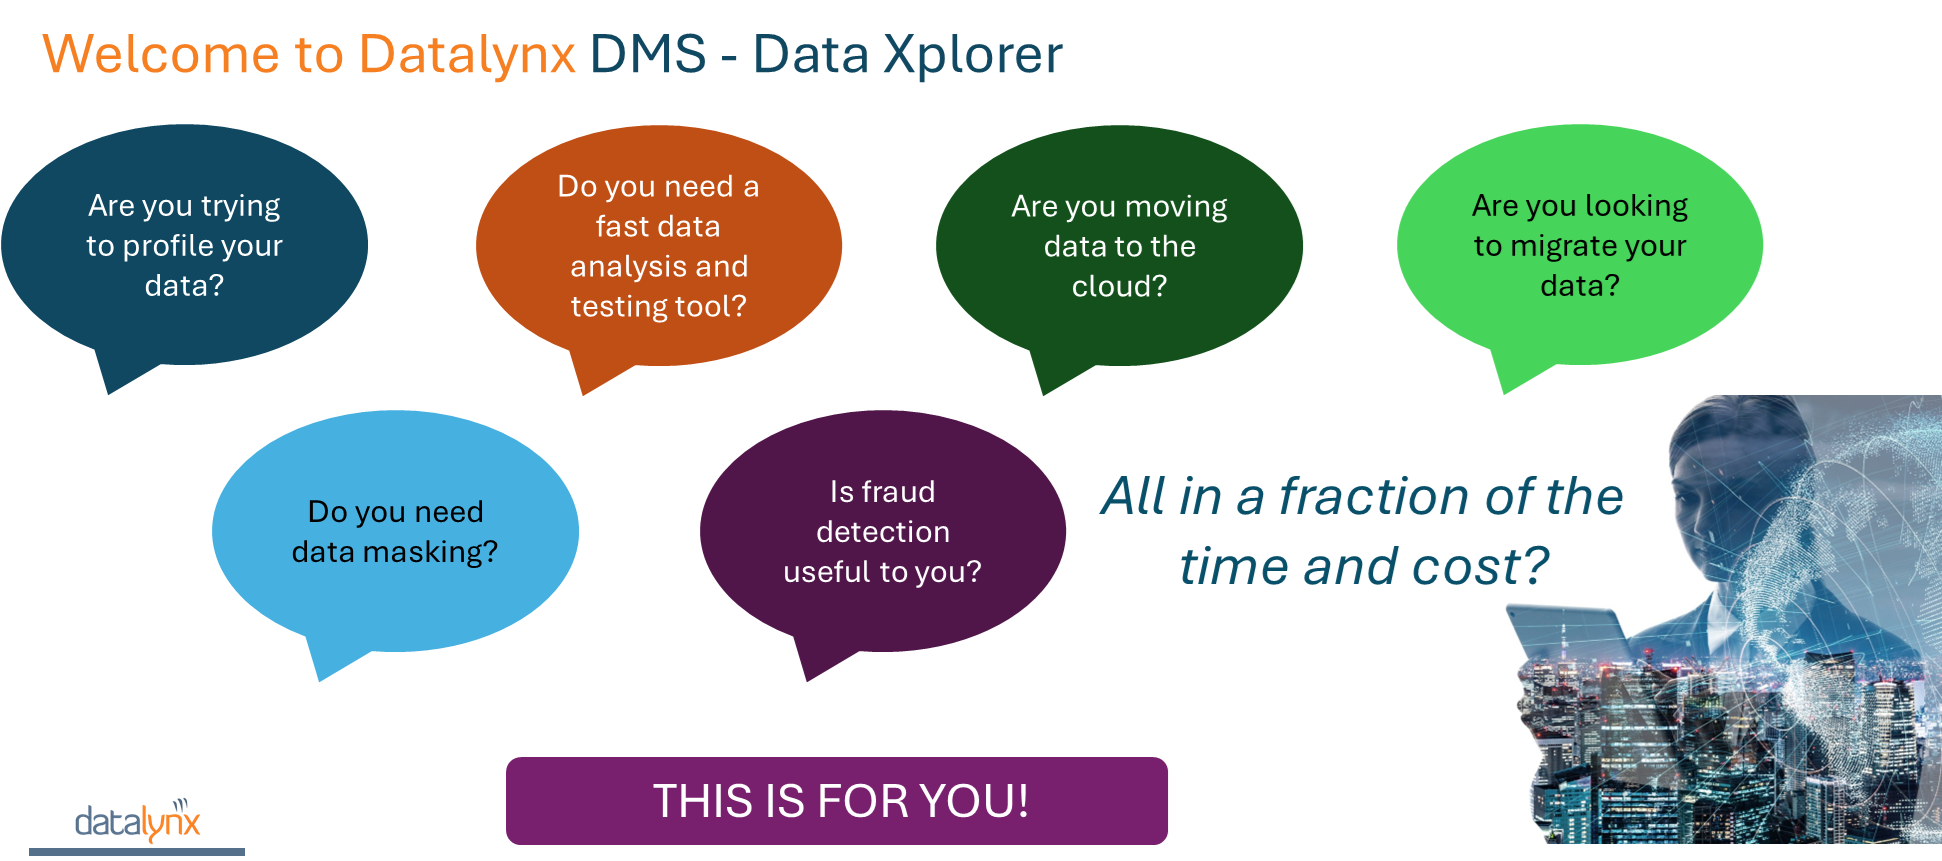 Welcome to Datalynx DMS - Data Xplorer
Are you trying
to profile your
data?
Do you need a
fast data
analysis and
testing tool?
Are you moving
data to the
cloud?
Are you looking
to migrate your
data?
Do you need
data masking?
Is fraud
detection
useful to you?
All in a fraction of the
time and cost?
THIS IS FOR YOU!
datalynx